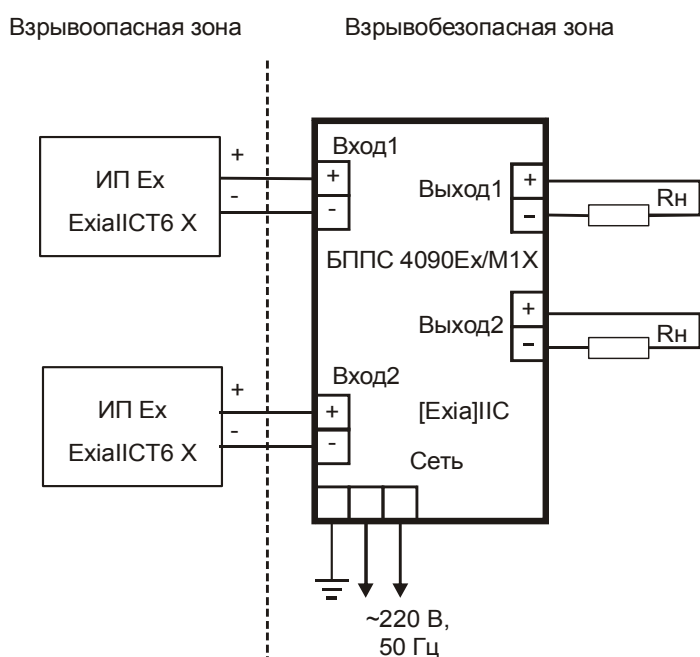 Взрывоопасная зона
Взрывобезопасная зона
Вход1
+
-
ИП Ex
ExiaIICT6 X
+
-
Выход1
+
-
Rн
БППС 4090Ex/М1Х
Выход2
+
-
Rн
Вход2
+
-
ИП Ex
ExiaIICT6 X
+
-
[Exia]IIC
Сеть
~220 В,
50 Гц